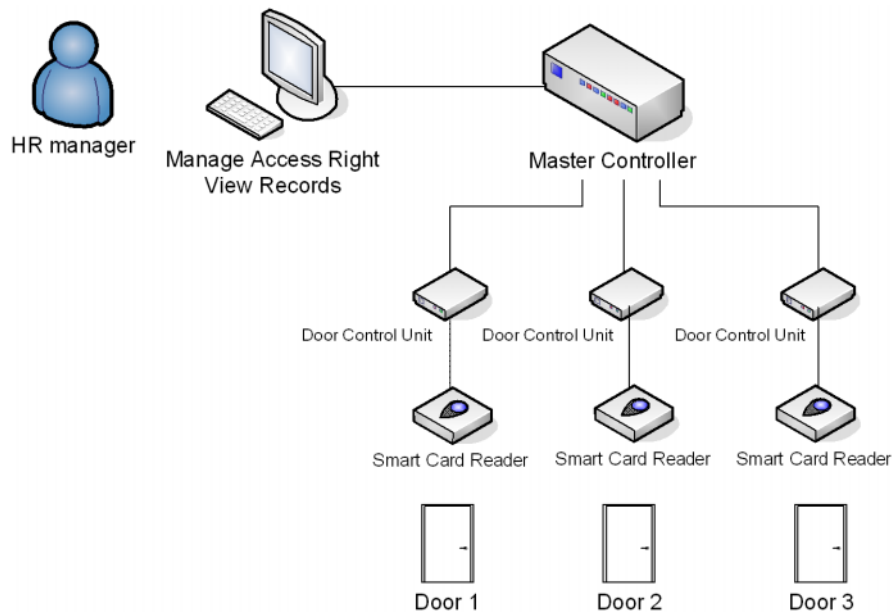 HR manager
Manage Access Right
View Records
Master Controller
Door Control Unit
Door Control Unit
Door Control Unit
Smart Card Reader
Smart Card Reader
Smart Card Reader
Door 1
Door 2
Door 3